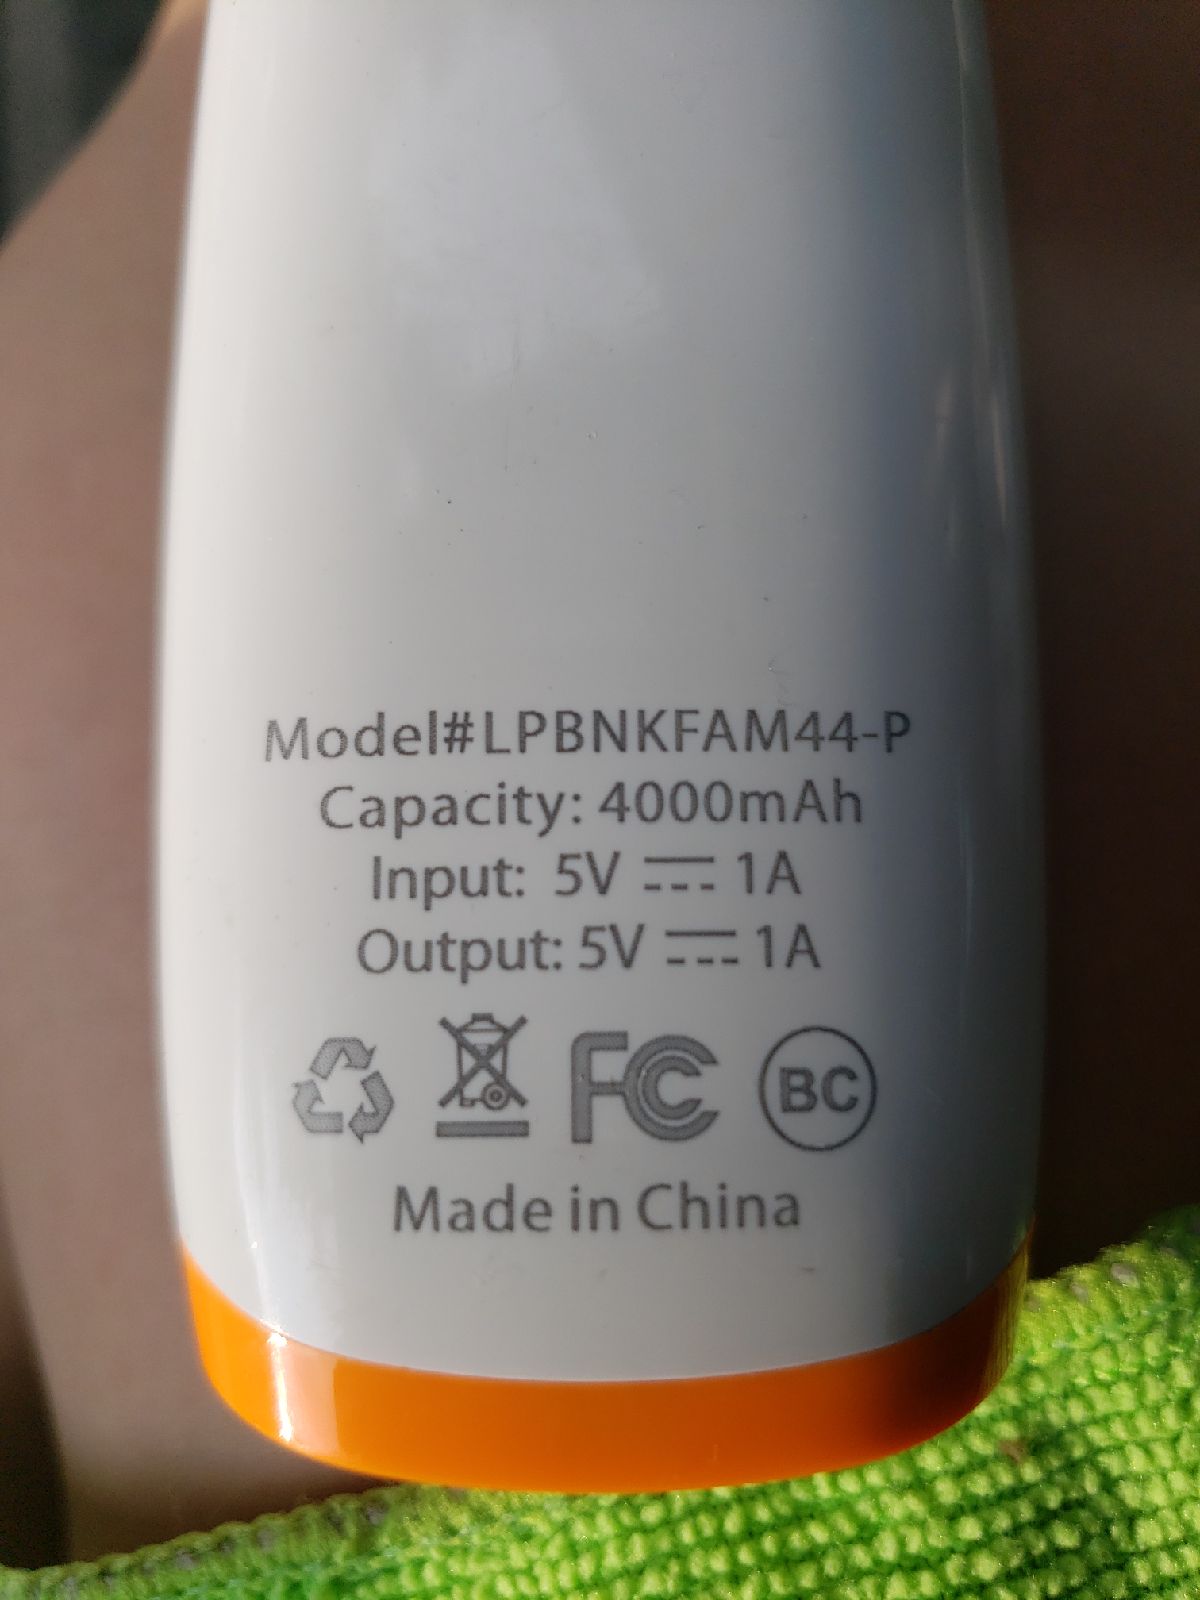 Model#LPBNKFAM44-P
Capacity: 4000mAh
Input: 5V ⎓ 1A
Output: 5V ⎓ 1A
FC BC
Made in China